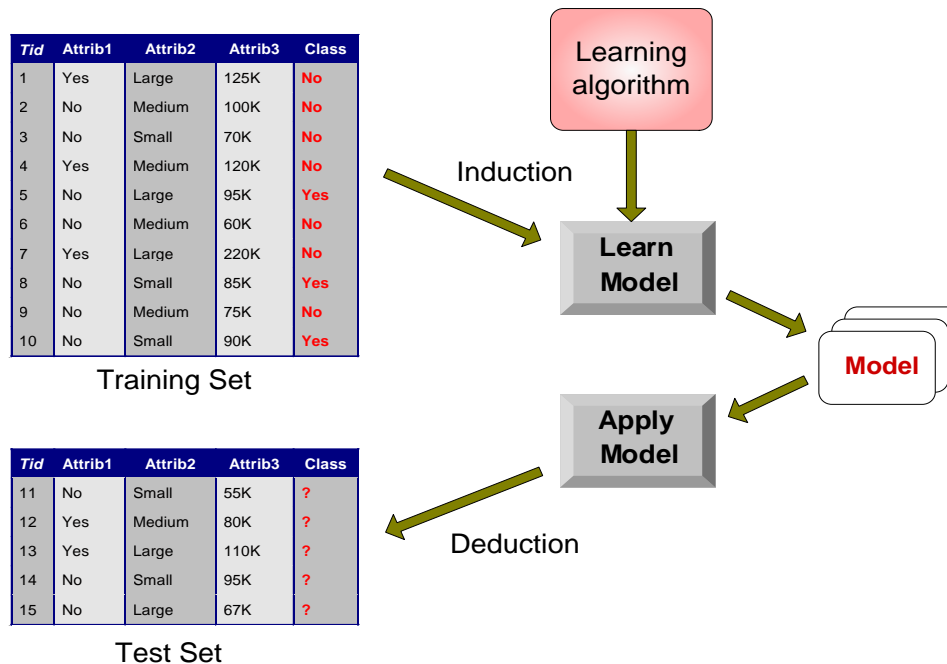 Tid Attrib1 Attrib2 Attrib3 Class
1 Yes Large 125K No
2 No Medium 100K No
3 No Small 70K No
4 Yes Medium 120K No
5 No Large 95K Yes
6 No Medium 60K No
7 Yes Large 220K No
8 No Small 85K Yes
9 No Medium 75K No
10 No Small 90K Yes
Training Set
Learning
algorithm
Induction
Learn
Model
Model
Apply
Model
Deduction
Tid Attrib1 Attrib2 Attrib3 Class
11 No Small 55K ?
12 Yes Medium 80K ?
13 Yes Large 110K ?
14 No Small 95K ?
15 No Large 67K ?
Test Set